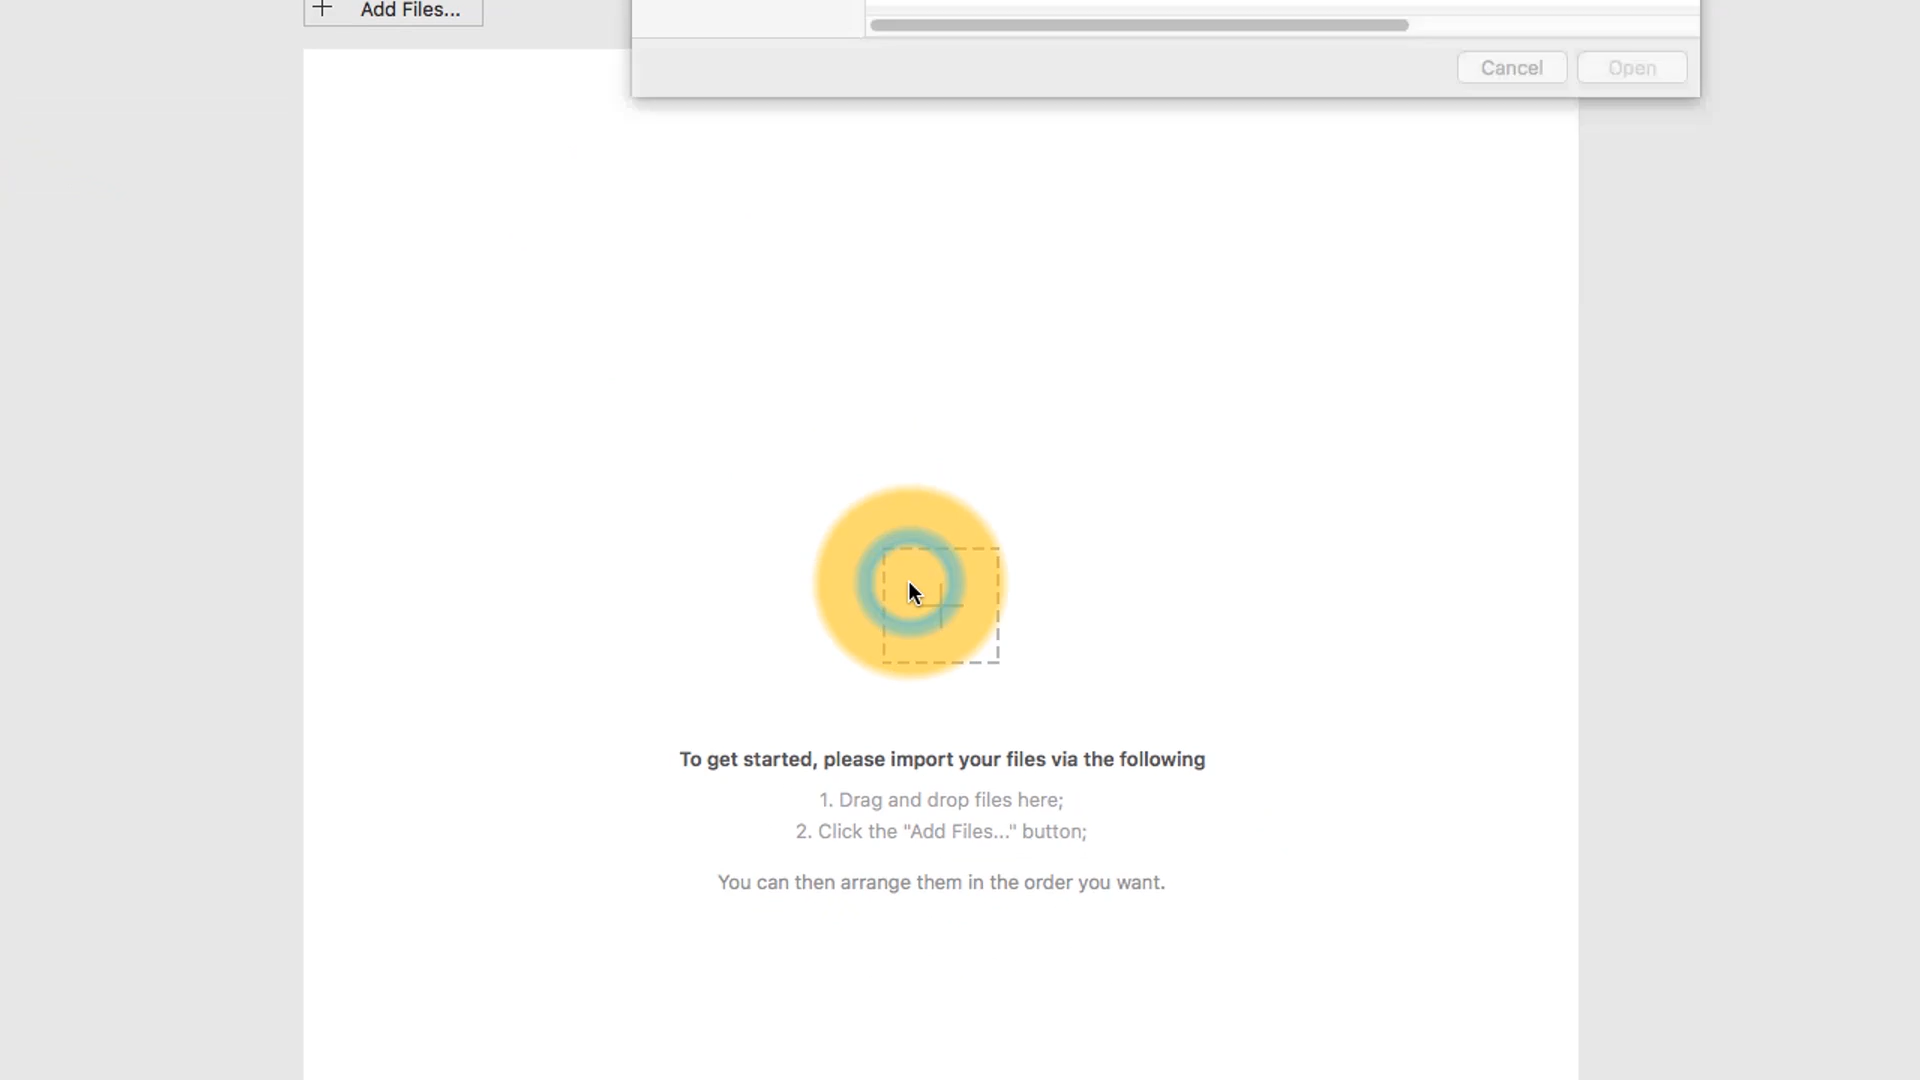 Add Files...
Cancel
Open
To get started, please import your files via the following
1. Drag and drop files here;
2. Click the "Add Files..." button;
You can then arrange them in the order you want.